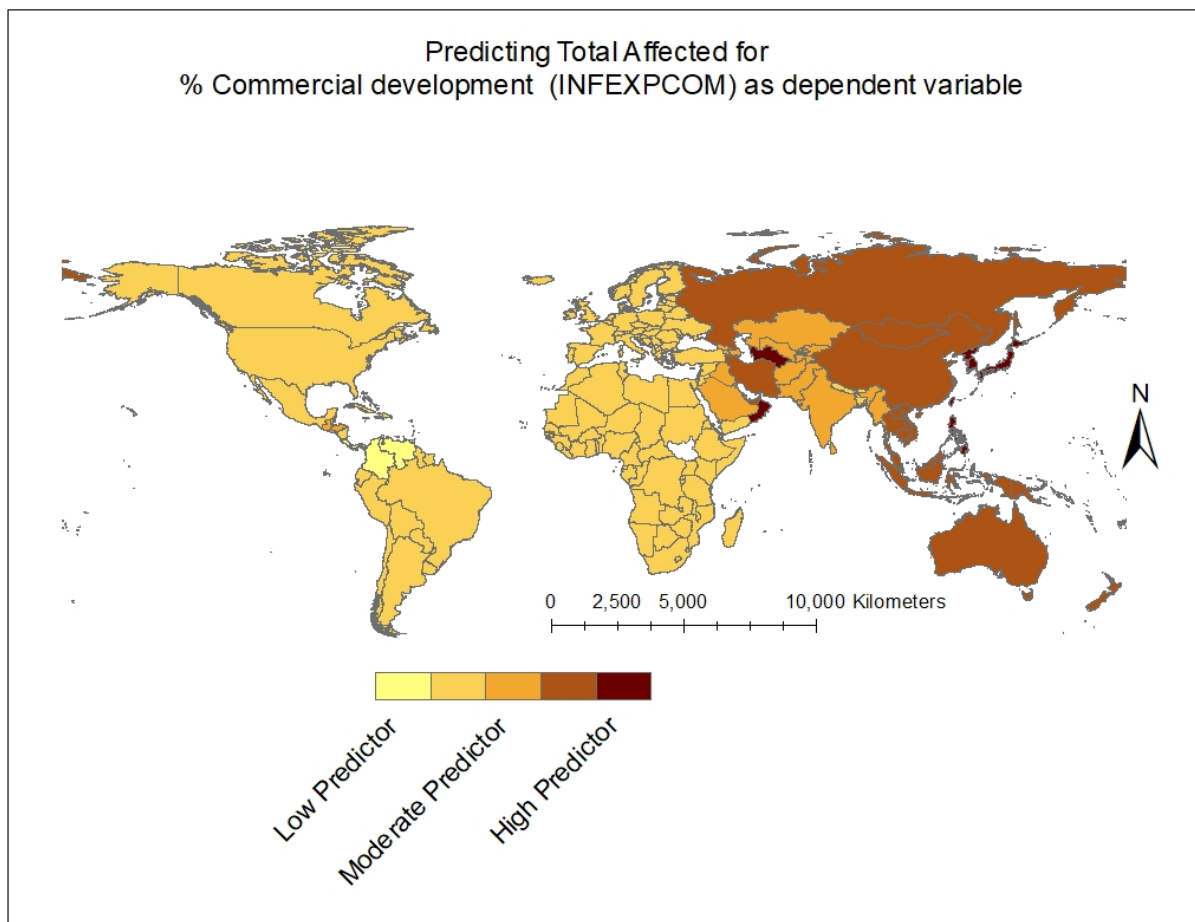 Predicting Total Affected for
% Commercial development (INFEXPCOM) as dependent variable
N
0 2,500 5,000 10,000 Kilometers
Low Predictor
Moderate Predictor
High Predictor